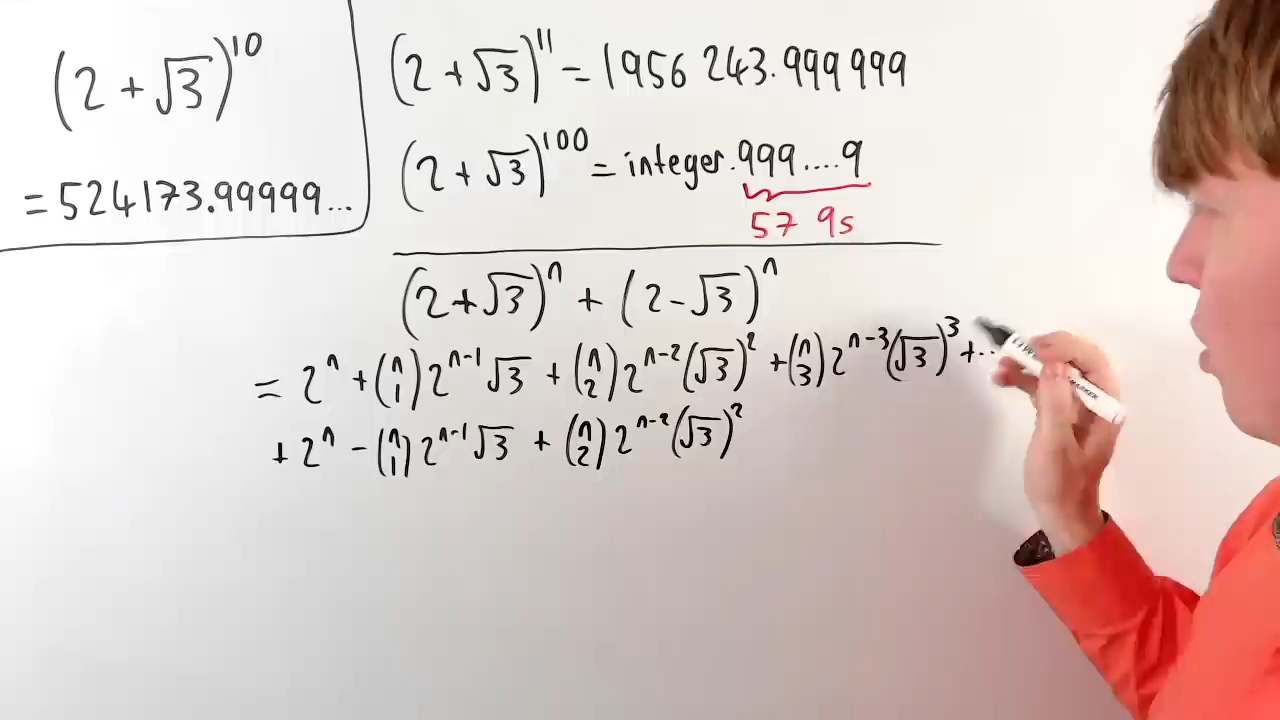 (2 + √3)^10
= 524173.99999...
(2 + √3)^11 = 1956 243.999 999
(2 + √3)^100 = integer.999....9
57 9s
(2+√3)^n + (2-√3)^n
= 2^n + (n 1) 2^(n-1) √3 + (n 2) 2^(n-2) (√3)^2 + (n 3) 2^(n-3) (√3)^3 + ...
+ 2^n - (n 1) 2^(n-1) √3 + (n 2) 2^(n-2) (√3)^2